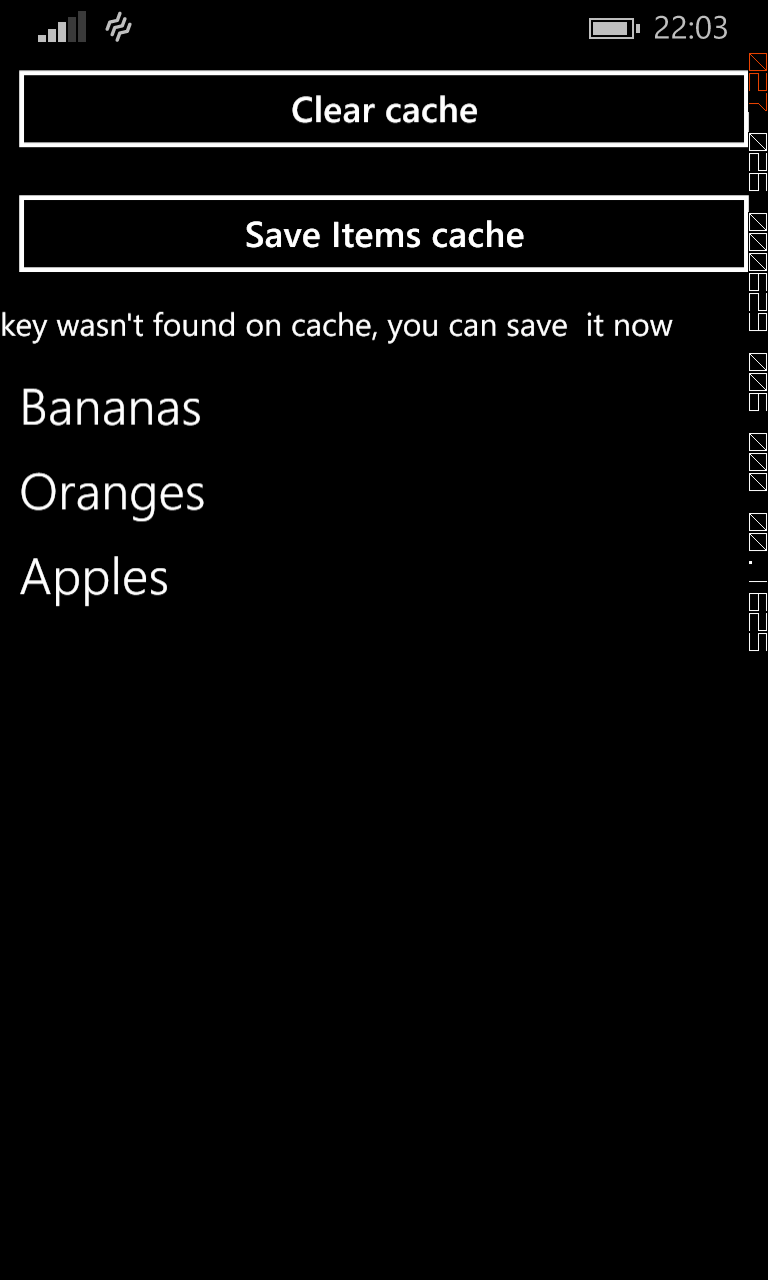 22:03
Clear cache
Save Items cache
key wasn't found on cache, you can save  it now
Bananas
Oranges
Apples